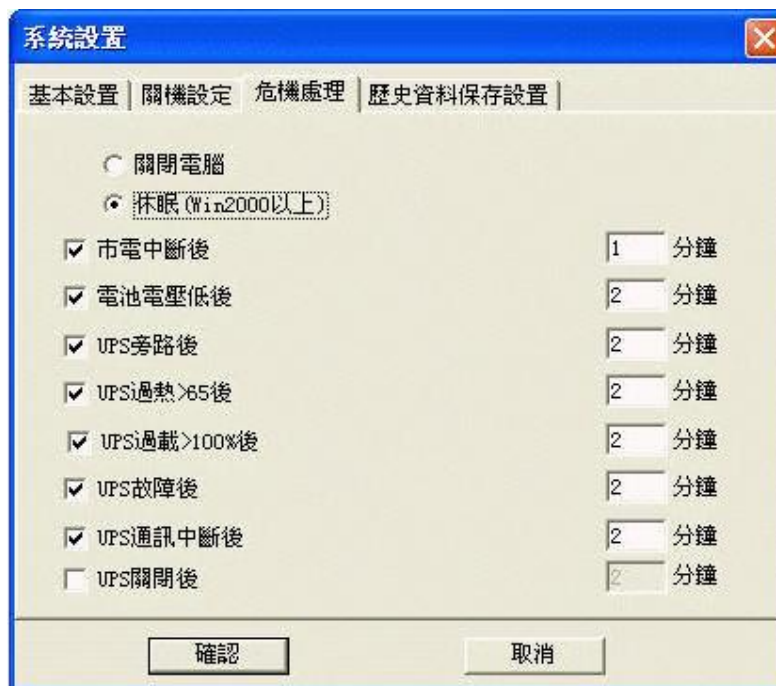 系統設置
基本設置 關機設定 危機處理 歷史資料保存設置
關閉電腦
休眠(Win2000以上)
市電中斷後 1 分鐘
電池電壓低後 2 分鐘
UPS旁路後 2 分鐘
UPS過熱>65後 2 分鐘
UPS過載>100%後 2 分鐘
UPS故障後 2 分鐘
UPS通訊中斷後 2 分鐘
UPS關閉後 2 分鐘
確認 取消